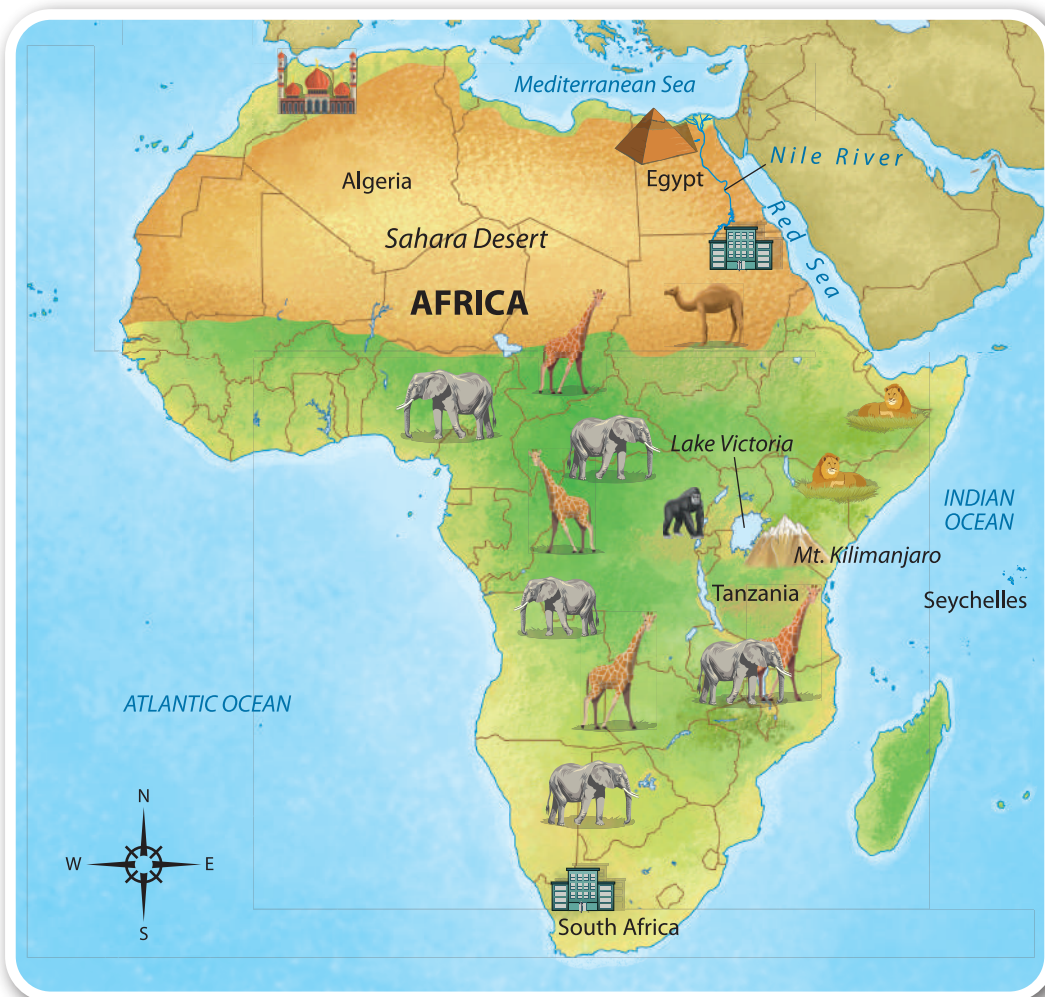 Mediterranean Sea
Nile River
Algeria
Egypt
Red Sea
Sahara Desert
AFRICA
Lake Victoria
INDIAN
OCEAN
Mt. Kilimanjaro
Tanzania
Seychelles
ATLANTIC OCEAN
N
W
E
S
South Africa